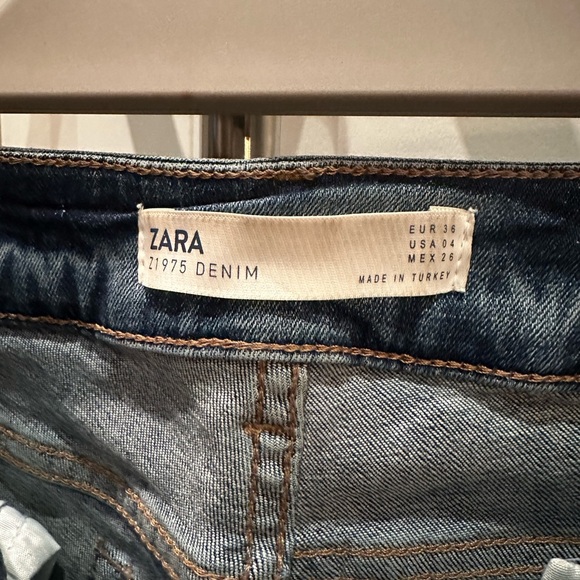 ZARA
Z1975 DENIM
EUR 36
USA 04
MEX 26
MADE IN TURKEY